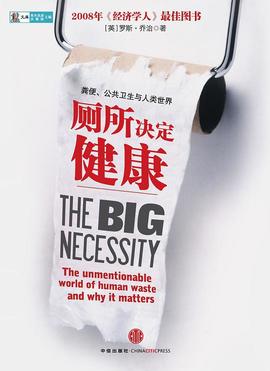 2008年《经济学人》最佳图书
[英]罗斯·乔治◎著
粪便、公共卫生与人类世界
厕所决定
健康
THE BIG
NECESSITY
The unmentionable
world of human waste
and why it matters
中信出版社·CHINACITICPRESS